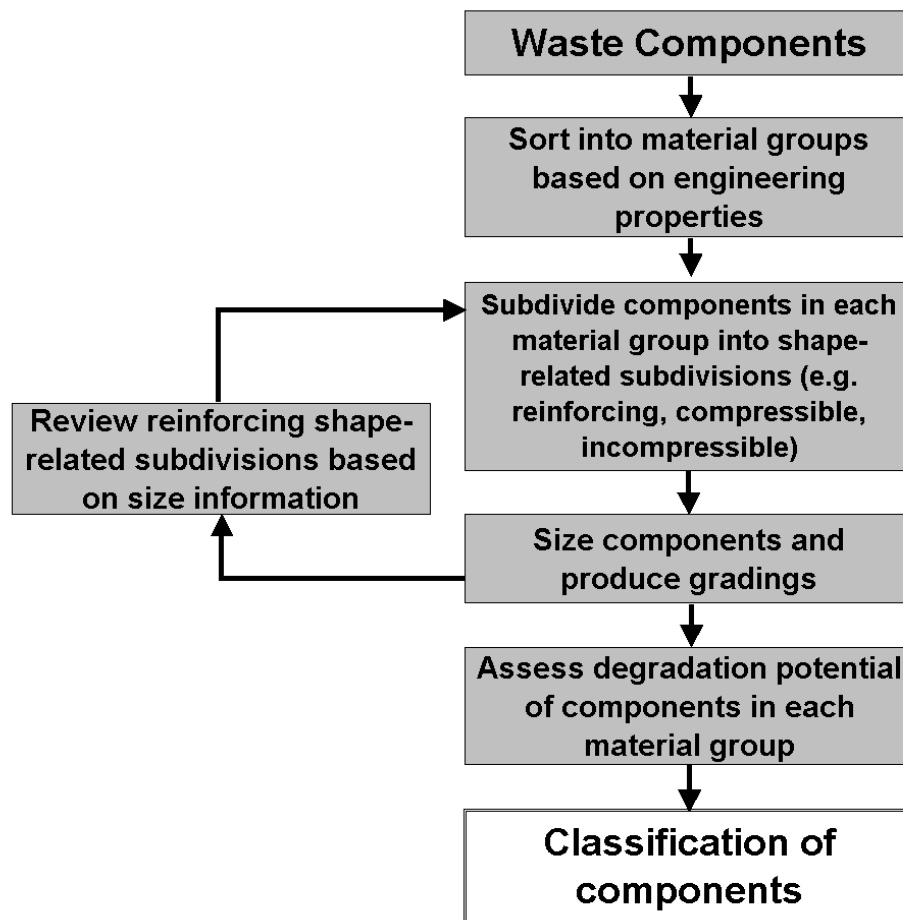 Waste Components
Sort into material groups
based on engineering
properties
Subdivide components in each
material group into shape-
related subdivisions (e.g.
reinforcing, compressible,
incompressible)
Review reinforcing shape-
related subdivisions based
on size information
Size components and
produce gradings
Assess degradation potential
of components in each
material group
Classification of
components